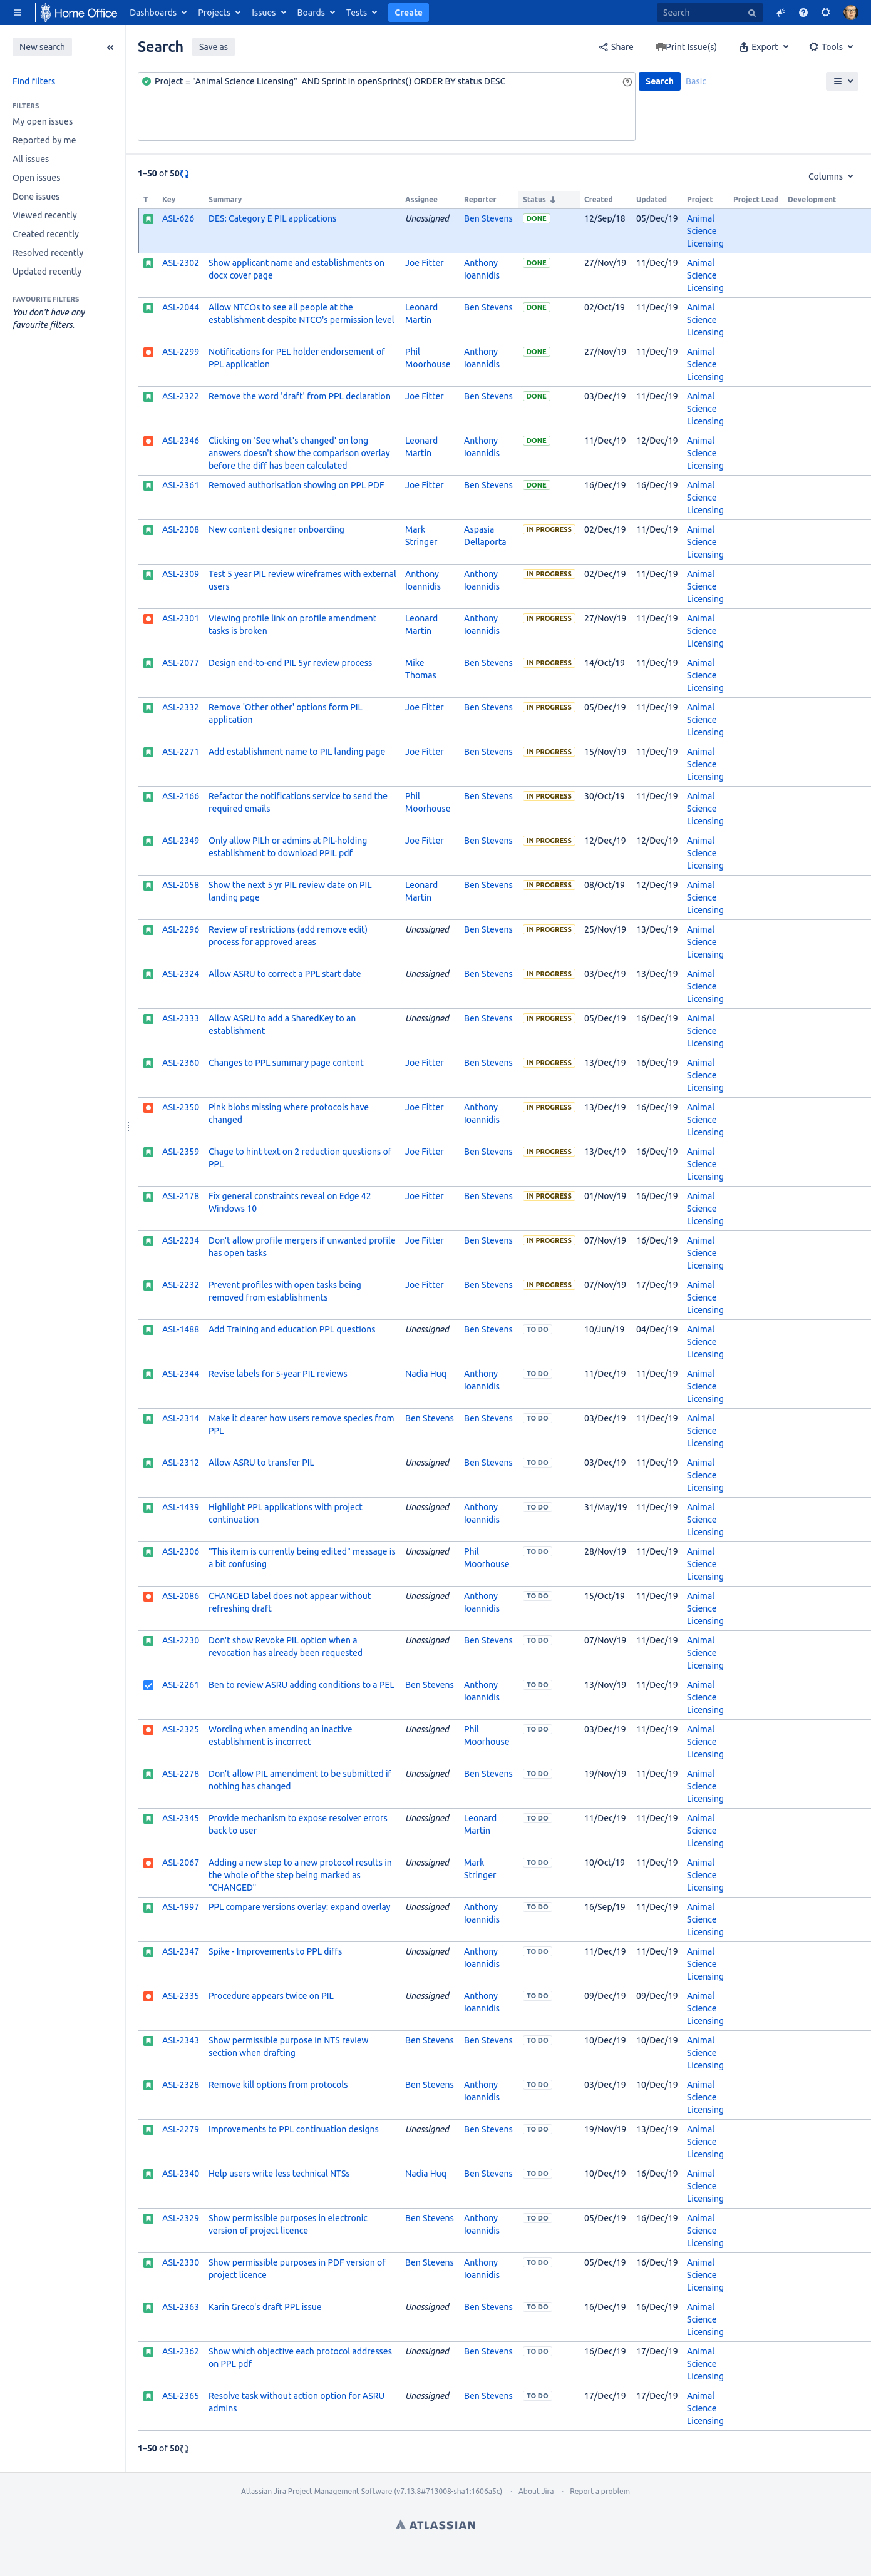 Home Office Dashboards Projects Issues Boards Tests Create Search
New search
Find filters
FILTERS
My open issues
Reported by me
All issues
Open issues
Done issues
Viewed recently
Created recently
Resolved recently
Updated recently
FAVOURITE FILTERS
You don't have any
favourite filters.
Search Save as Share Print Issue(s) Export Tools
Project = "Animal Science Licensing" AND Sprint in openSprints() ORDER BY status DESC Search Basic
1–50 of 50
Columns
T Key Summary Assignee Reporter Status Created Updated Project Project Lead Development
ASL-626 DES: Category E PIL applications Unassigned Ben Stevens DONE 12/Sep/18 05/Dec/19 Animal Science Licensing
ASL-2302 Show applicant name and establishments on docx cover page Joe Fitter Anthony Ioannidis DONE 27/Nov/19 11/Dec/19 Animal Science Licensing
ASL-2044 Allow NTCOs to see all people at the establishment despite NTCO's permission level Leonard Martin Ben Stevens DONE 02/Oct/19 11/Dec/19 Animal Science Licensing
ASL-2299 Notifications for PEL holder endorsement of PPL application Phil Moorhouse Anthony Ioannidis DONE 27/Nov/19 11/Dec/19 Animal Science Licensing
ASL-2322 Remove the word 'draft' from PPL declaration Joe Fitter Ben Stevens DONE 03/Dec/19 11/Dec/19 Animal Science Licensing
ASL-2346 Clicking on 'See what's changed' on long answers doesn't show the comparison overlay before the diff has been calculated Leonard Martin Anthony Ioannidis DONE 11/Dec/19 12/Dec/19 Animal Science Licensing
ASL-2361 Removed authorisation showing on PPL PDF Joe Fitter Ben Stevens DONE 16/Dec/19 16/Dec/19 Animal Science Licensing
ASL-2308 New content designer onboarding Mark Stringer Aspasia Dellaporta IN PROGRESS 02/Dec/19 11/Dec/19 Animal Science Licensing
ASL-2309 Test 5 year PIL review wireframes with external users Anthony Ioannidis Anthony Ioannidis IN PROGRESS 02/Dec/19 11/Dec/19 Animal Science Licensing
ASL-2301 Viewing profile link on profile amendment tasks is broken Leonard Martin Anthony Ioannidis IN PROGRESS 27/Nov/19 11/Dec/19 Animal Science Licensing
ASL-2077 Design end-to-end PIL 5yr review process Mike Thomas Ben Stevens IN PROGRESS 14/Oct/19 11/Dec/19 Animal Science Licensing
ASL-2332 Remove 'Other other' options form PIL application Joe Fitter Ben Stevens IN PROGRESS 05/Dec/19 11/Dec/19 Animal Science Licensing
ASL-2271 Add establishment name to PIL landing page Joe Fitter Ben Stevens IN PROGRESS 15/Nov/19 11/Dec/19 Animal Science Licensing
ASL-2166 Refactor the notifications service to send the required emails Phil Moorhouse Ben Stevens IN PROGRESS 30/Oct/19 11/Dec/19 Animal Science Licensing
ASL-2349 Only allow PILh or admins at PIL-holding establishment to download PPIL pdf Joe Fitter Ben Stevens IN PROGRESS 12/Dec/19 12/Dec/19 Animal Science Licensing
ASL-2058 Show the next 5 yr PIL review date on PIL landing page Leonard Martin Ben Stevens IN PROGRESS 08/Oct/19 12/Dec/19 Animal Science Licensing
ASL-2296 Review of restrictions (add remove edit) process for approved areas Unassigned Ben Stevens IN PROGRESS 25/Nov/19 13/Dec/19 Animal Science Licensing
ASL-2324 Allow ASRU to correct a PPL start date Unassigned Ben Stevens IN PROGRESS 03/Dec/19 13/Dec/19 Animal Science Licensing
ASL-2333 Allow ASRU to add a SharedKey to an establishment Unassigned Ben Stevens IN PROGRESS 05/Dec/19 16/Dec/19 Animal Science Licensing
ASL-2360 Changes to PPL summary page content Joe Fitter Ben Stevens IN PROGRESS 13/Dec/19 16/Dec/19 Animal Science Licensing
ASL-2350 Pink blobs missing where protocols have changed Joe Fitter Anthony Ioannidis IN PROGRESS 13/Dec/19 16/Dec/19 Animal Science Licensing
ASL-2359 Chage to hint text on 2 reduction questions of PPL Joe Fitter Ben Stevens IN PROGRESS 13/Dec/19 16/Dec/19 Animal Science Licensing
ASL-2178 Fix general constraints reveal on Edge 42 Windows 10 Joe Fitter Ben Stevens IN PROGRESS 01/Nov/19 16/Dec/19 Animal Science Licensing
ASL-2234 Don't allow profile mergers if unwanted profile has open tasks Joe Fitter Ben Stevens IN PROGRESS 07/Nov/19 16/Dec/19 Animal Science Licensing
ASL-2232 Prevent profiles with open tasks being removed from establishments Joe Fitter Ben Stevens IN PROGRESS 07/Nov/19 17/Dec/19 Animal Science Licensing
ASL-1488 Add Training and education PPL questions Unassigned Ben Stevens TO DO 10/Jun/19 04/Dec/19 Animal Science Licensing
ASL-2344 Revise labels for 5-year PIL reviews Nadia Huq Anthony Ioannidis TO DO 11/Dec/19 11/Dec/19 Animal Science Licensing
ASL-2314 Make it clearer how users remove species from PPL Ben Stevens Ben Stevens TO DO 03/Dec/19 11/Dec/19 Animal Science Licensing
ASL-2312 Allow ASRU to transfer PIL Unassigned Ben Stevens TO DO 03/Dec/19 11/Dec/19 Animal Science Licensing
ASL-1439 Highlight PPL applications with project continuation Unassigned Anthony Ioannidis TO DO 31/May/19 11/Dec/19 Animal Science Licensing
ASL-2306 "This item is currently being edited" message is a bit confusing Unassigned Phil Moorhouse TO DO 28/Nov/19 11/Dec/19 Animal Science Licensing
ASL-2086 CHANGED label does not appear without refreshing draft Unassigned Anthony Ioannidis TO DO 15/Oct/19 11/Dec/19 Animal Science Licensing
ASL-2230 Don't show Revoke PIL option when a revocation has already been requested Unassigned Ben Stevens TO DO 07/Nov/19 11/Dec/19 Animal Science Licensing
ASL-2261 Ben to review ASRU adding conditions to a PEL Ben Stevens Anthony Ioannidis TO DO 13/Nov/19 11/Dec/19 Animal Science Licensing
ASL-2325 Wording when amending an inactive establishment is incorrect Unassigned Phil Moorhouse TO DO 03/Dec/19 11/Dec/19 Animal Science Licensing
ASL-2278 Don't allow PIL amendment to be submitted if nothing has changed Unassigned Ben Stevens TO DO 19/Nov/19 11/Dec/19 Animal Science Licensing
ASL-2345 Provide mechanism to expose resolver errors back to user Unassigned Leonard Martin TO DO 11/Dec/19 11/Dec/19 Animal Science Licensing
ASL-2067 Adding a new step to a new protocol results in the whole of the step being marked as "CHANGED" Unassigned Mark Stringer TO DO 10/Oct/19 11/Dec/19 Animal Science Licensing
ASL-1997 PPL compare versions overlay: expand overlay Unassigned Anthony Ioannidis TO DO 16/Sep/19 11/Dec/19 Animal Science Licensing
ASL-2347 Spike - Improvements to PPL diffs Unassigned Anthony Ioannidis TO DO 11/Dec/19 11/Dec/19 Animal Science Licensing
ASL-2335 Procedure appears twice on PIL Unassigned Anthony Ioannidis TO DO 09/Dec/19 09/Dec/19 Animal Science Licensing
ASL-2343 Show permissible purpose in NTS review section when drafting Ben Stevens Ben Stevens TO DO 10/Dec/19 10/Dec/19 Animal Science Licensing
ASL-2328 Remove kill options from protocols Ben Stevens Anthony Ioannidis TO DO 03/Dec/19 10/Dec/19 Animal Science Licensing
ASL-2279 Improvements to PPL continuation designs Unassigned Ben Stevens TO DO 19/Nov/19 13/Dec/19 Animal Science Licensing
ASL-2340 Help users write less technical NTSs Nadia Huq Ben Stevens TO DO 10/Dec/19 16/Dec/19 Animal Science Licensing
ASL-2329 Show permissible purposes in electronic version of project licence Ben Stevens Anthony Ioannidis TO DO 05/Dec/19 16/Dec/19 Animal Science Licensing
ASL-2330 Show permissible purposes in PDF version of project licence Ben Stevens Anthony Ioannidis TO DO 05/Dec/19 16/Dec/19 Animal Science Licensing
ASL-2363 Karin Greco's draft PPL issue Unassigned Ben Stevens TO DO 16/Dec/19 16/Dec/19 Animal Science Licensing
ASL-2362 Show which objective each protocol addresses on PPL pdf Unassigned Ben Stevens TO DO 16/Dec/19 17/Dec/19 Animal Science Licensing
ASL-2365 Resolve task without action option for ASRU admins Unassigned Ben Stevens TO DO 17/Dec/19 17/Dec/19 Animal Science Licensing
1–50 of 50
Atlassian Jira Project Management Software (v7.13.8#713008-sha1:1606a5c) · About Jira · Report a problem
ATLASSIAN